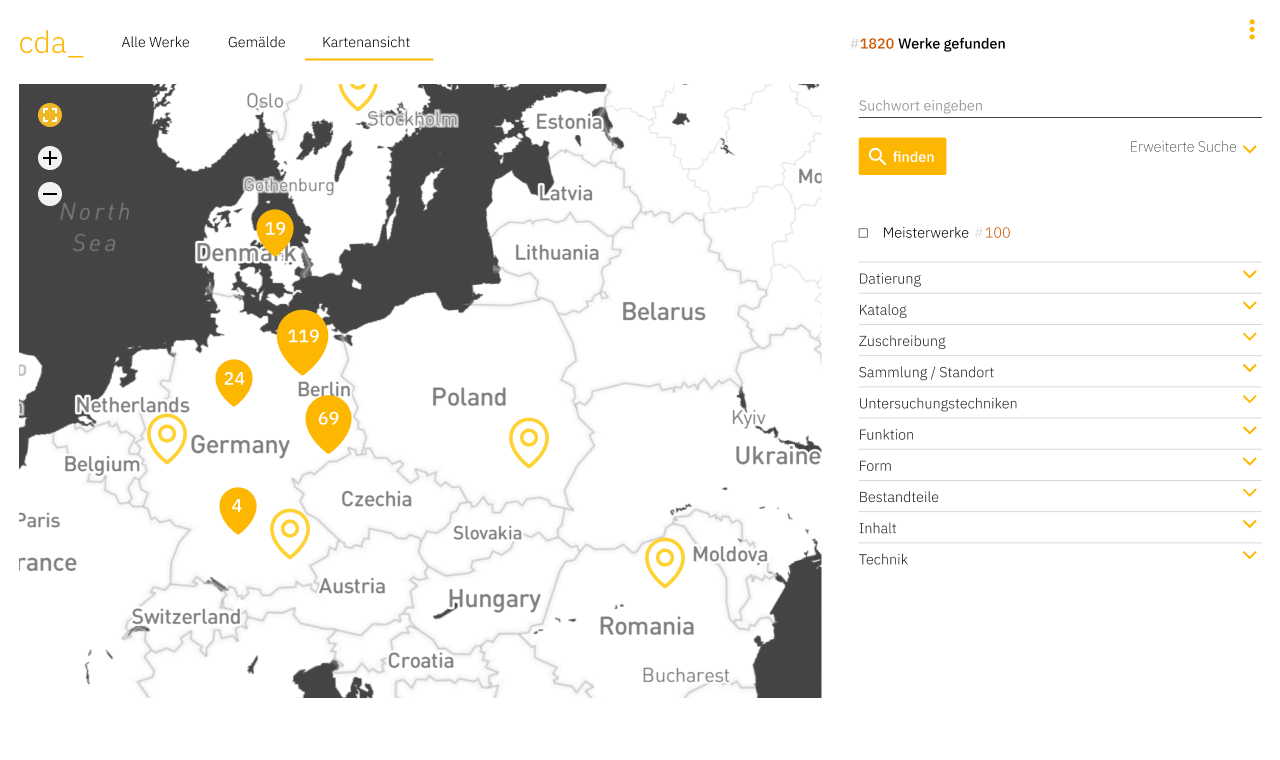 cda_
Alle Werke
Gemälde
Kartenansicht
#1820 Werke gefunden
Suchwort eingeben
finden
Erweiterte Suche
Meisterwerke #100
Datierung
Katalog
Zuschreibung
Sammlung / Standort
Untersuchungstechniken
Funktion
Form
Bestandteile
Inhalt
Technik
Oslo
Stockholm
Estonia
Gothenburg
Mo
Latvia
North
Sea
19
Denmark
Lithuania
Belarus
119
24
Berlin
Poland
Netherlands
69
Kyiv
Germany
Ukraine
Belgium
Czechia
4
Paris
Slovakia
Moldova
rance
Austria
Hungary
Switzerland
Romania
Croatia
Bucharest